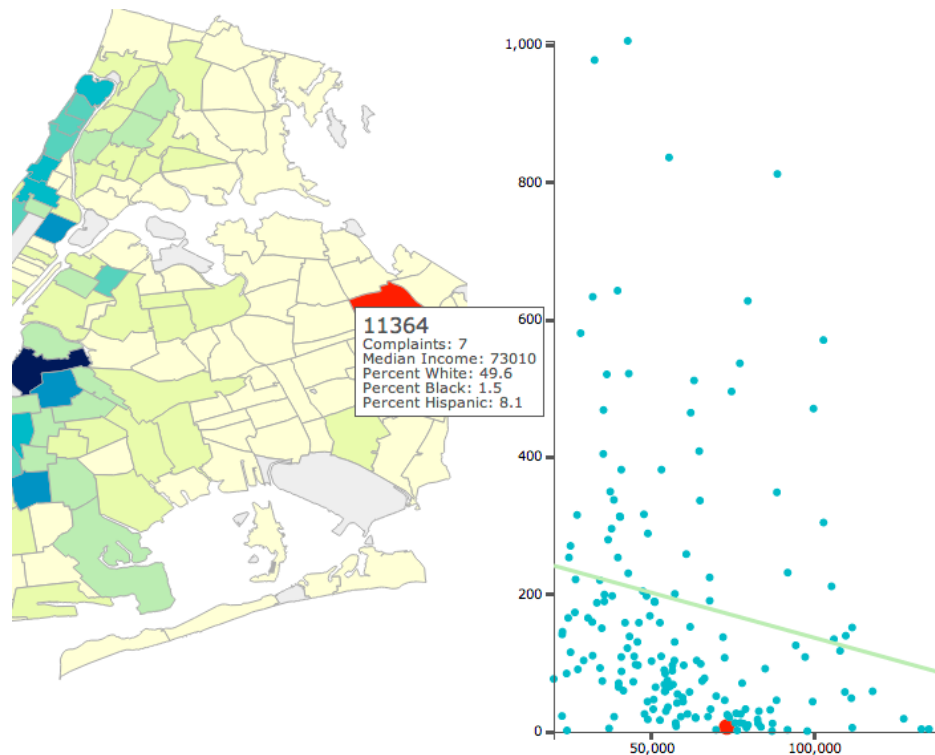 11364
Complaints: 7
Median Income: 73010
Percent White: 49.6
Percent Black: 1.5
Percent Hispanic: 8.1
1,000
800
600
400
200
0
50,000
100,000